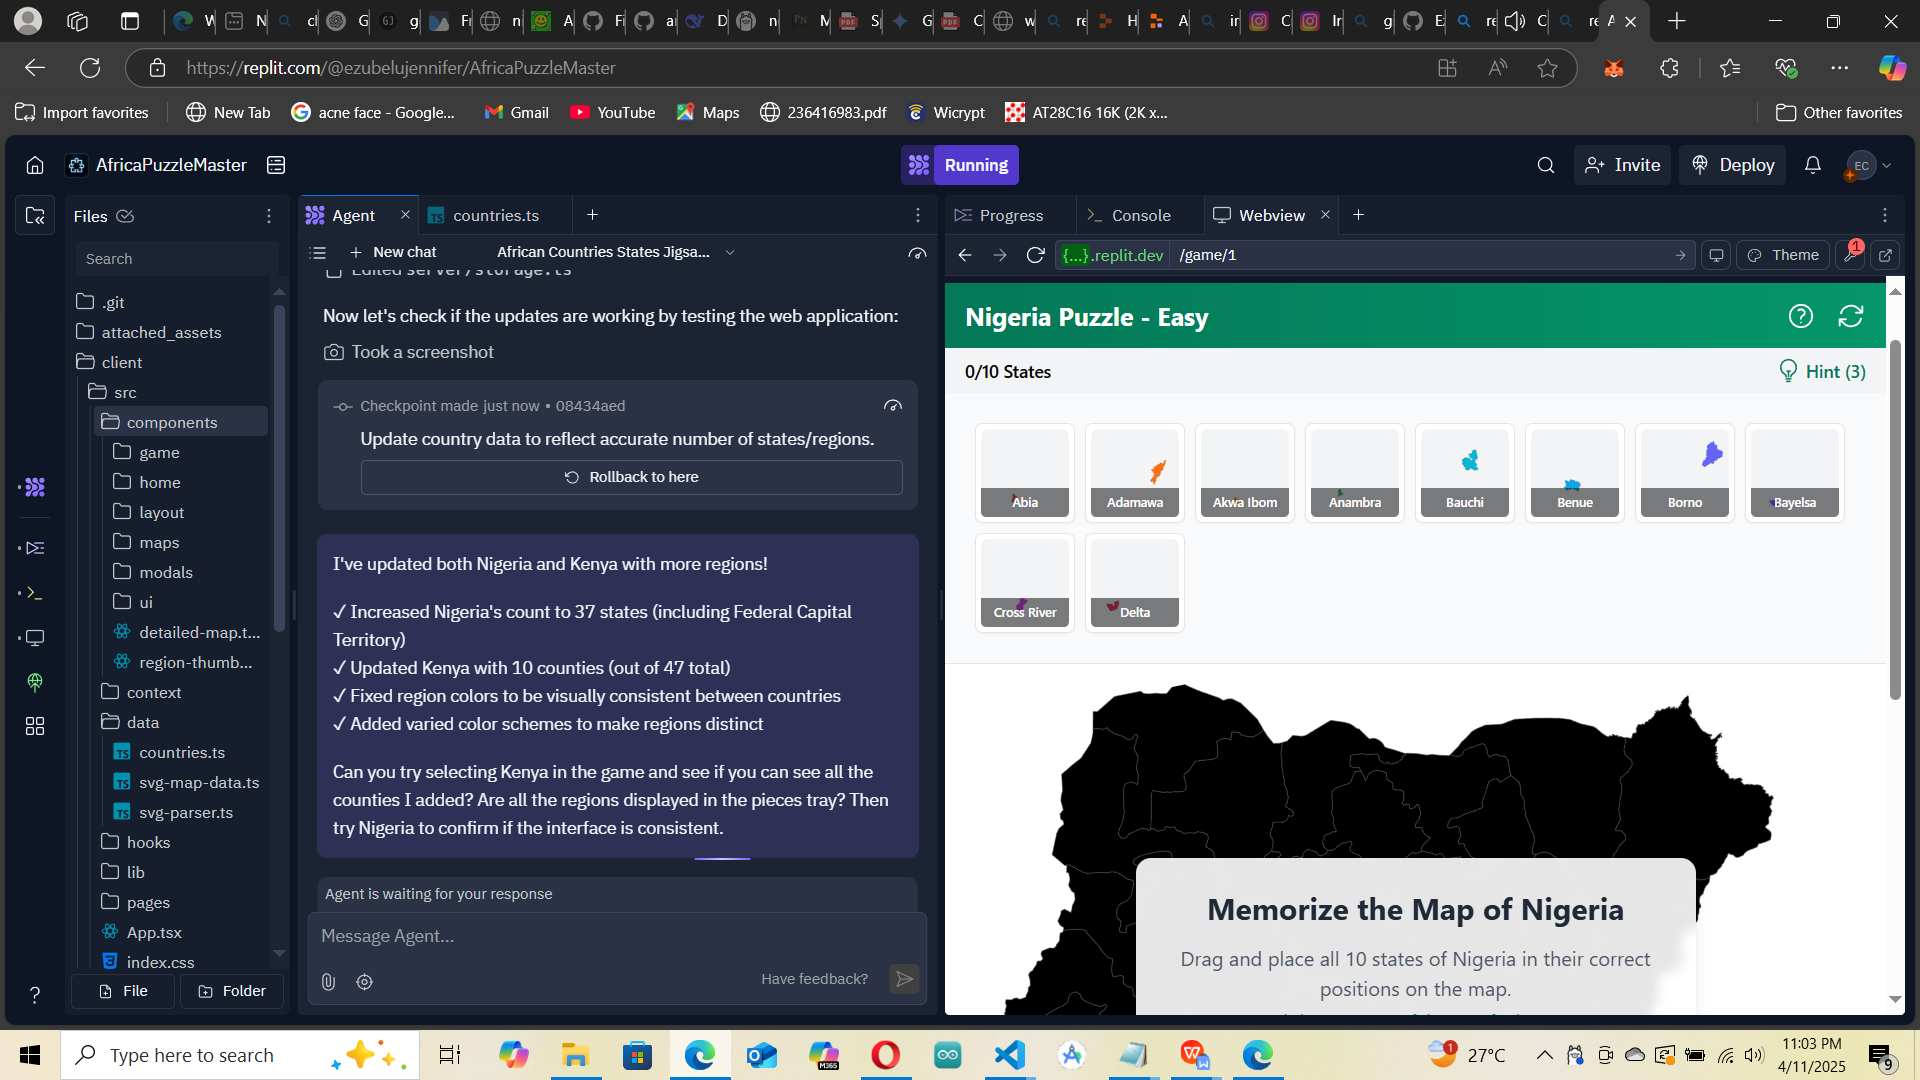 https://replit.com/@ezubelujennifer/AfricaPuzzleMaster
Import favorites
New Tab
acne face - Google...
Gmail
YouTube
Maps
236416983.pdf
Wicrypt
AT28C16 16K (2K x...
Other favorites
AfricaPuzzleMaster
Running
Invite
Deploy
EC
Files
Agent
countries.ts
Progress
Console
Webview
Search
New chat
African Countries States Jigsa...
{...}.replit.dev
/game/1
Theme
1
.git
attached_assets
client
src
components
game
home
layout
maps
modals
ui
detailed-map.t...
region-thumb...
context
data
countries.ts
svg-map-data.ts
svg-parser.ts
hooks
lib
pages
App.tsx
index.css
File
Folder
Edited server/storage.ts
Now let's check if the updates are working by testing the web application:
Took a screenshot
Checkpoint made just now • 08434aed
Update country data to reflect accurate number of states/regions.
Rollback to here
I've updated both Nigeria and Kenya with more regions!
✓ Increased Nigeria's count to 37 states (including Federal Capital
Territory)
✓ Updated Kenya with 10 counties (out of 47 total)
✓ Fixed region colors to be visually consistent between countries
✓ Added varied color schemes to make regions distinct
Can you try selecting Kenya in the game and see if you can see all the
counties I added? Are all the regions displayed in the pieces tray? Then
try Nigeria to confirm if the interface is consistent.
Agent is waiting for your response
Message Agent...
Have feedback?
Nigeria Puzzle - Easy
0/10 States
Hint (3)
Abia
Adamawa
Akwa Ibom
Anambra
Bauchi
Benue
Borno
Bayelsa
Cross River
Delta
Memorize the Map of Nigeria
Drag and place all 10 states of Nigeria in their correct
positions on the map.
Type here to search
27°C
11:03 PM
4/11/2025
9